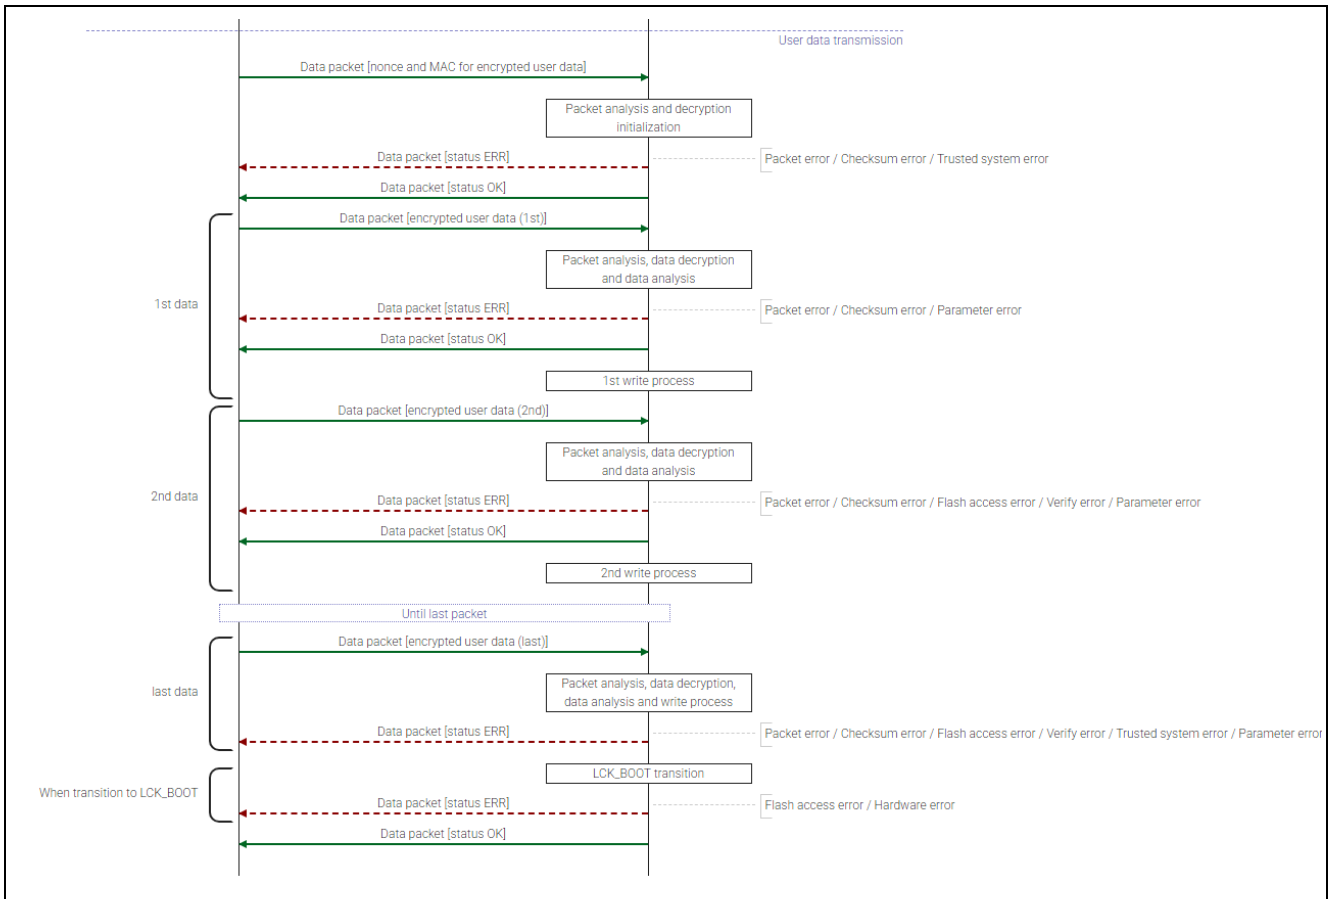 User data transmission
Data packet [nonce and MAC for encrypted user data]
Packet analysis and decryption
initialization
Data packet [status ERR]
Packet error / Checksum error / Trusted system error
Data packet [status OK]
Data packet [encrypted user data (1st)]
Packet analysis, data decryption
and data analysis
1st data
Data packet [status ERR]
Packet error / Checksum error / Parameter error
Data packet [status OK]
1st write process
Data packet [encrypted user data (2nd)]
Packet analysis, data decryption
and data analysis
2nd data
Data packet [status ERR]
Packet error / Checksum error / Flash access error / Verify error / Parameter error
Data packet [status OK]
2nd write process
Until last packet
Data packet [encrypted user data (last)]
Packet analysis, data decryption,
data analysis and write process
last data
Data packet [status ERR]
Packet error / Checksum error / Flash access error / Verify error / Trusted system error / Parameter error
LCK_BOOT transition
When transition to LCK_BOOT
Data packet [status ERR]
Flash access error / Hardware error
Data packet [status OK]